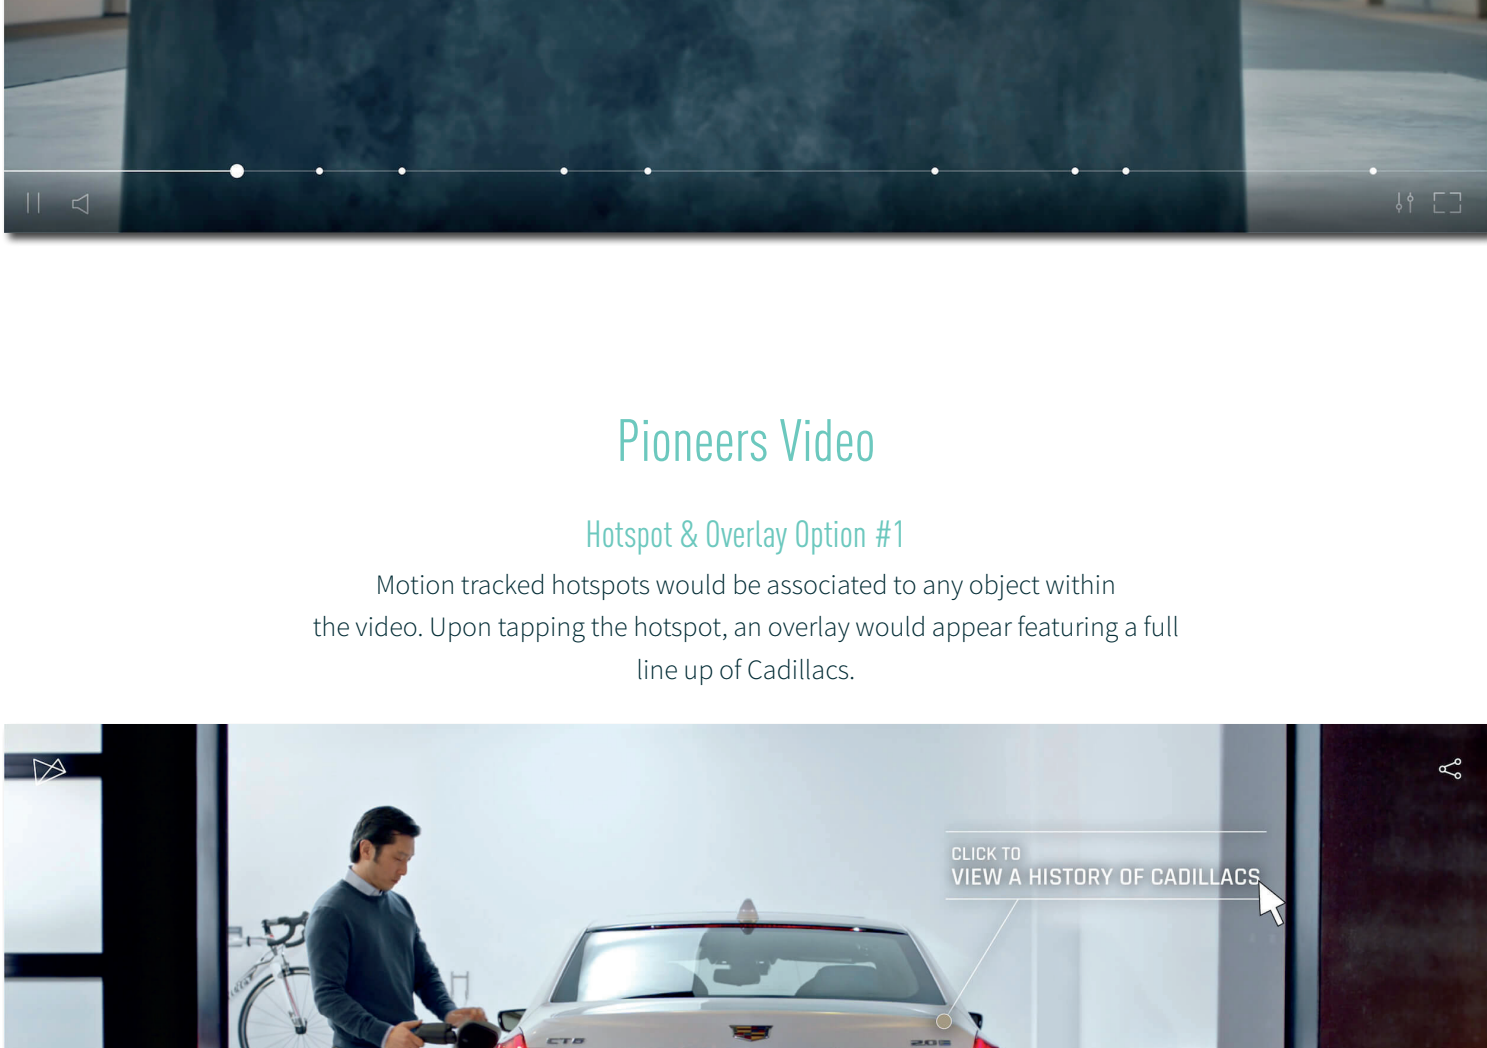 Pioneers Video
Hotspot & Overlay Option #1
Motion tracked hotspots would be associated to any object within
the video. Upon tapping the hotspot, an overlay would appear featuring a full
line up of Cadillacs.
CLICK TO
VIEW A HISTORY OF CADILLACS
CT6